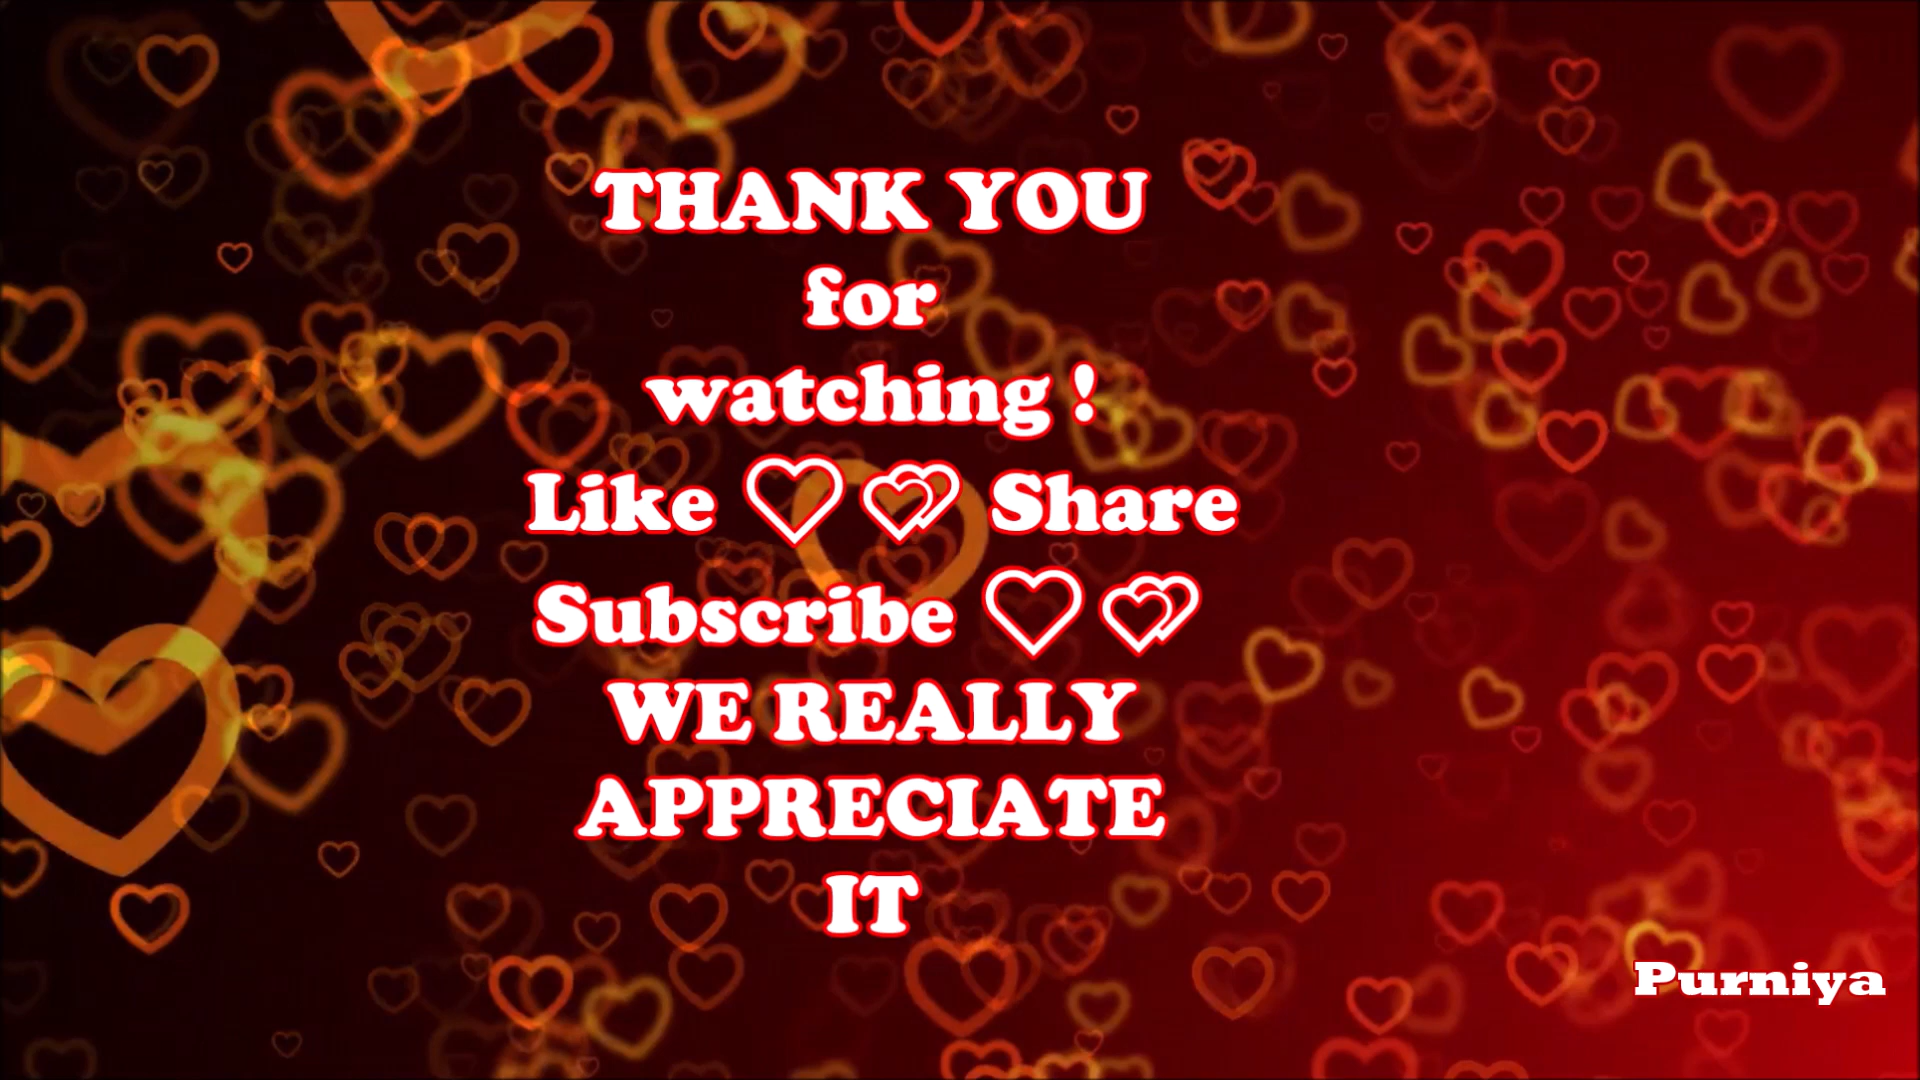 THANK YOU
for
watching !
Like ♡ 💕 Share
Subscribe ♡ 💕
WE REALLY
APPRECIATE
IT
Purniya